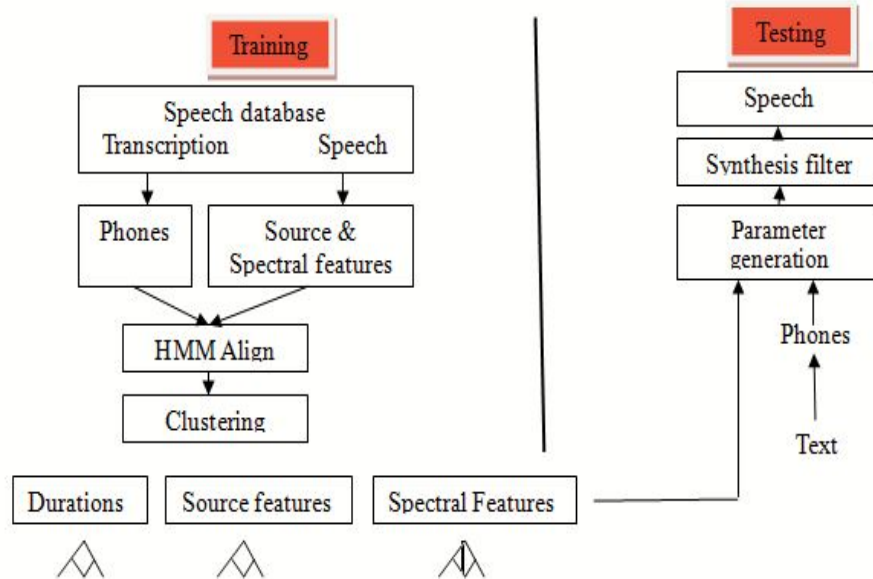 Training
Speech database
Transcription Speech
Phones
Source &
Spectral features
HMM Align
Clustering
Durations
Source features
Spectral Features
Testing
Speech
Synthesis filter
Parameter
generation
Phones
Text